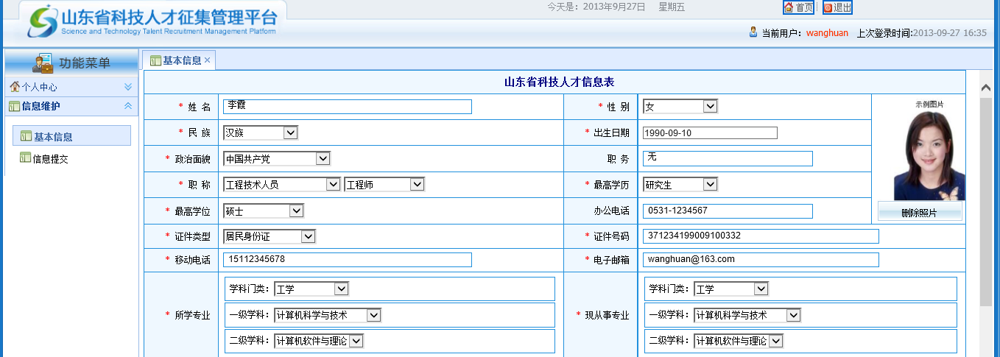 山东省科技人才征集管理平台
Science and Technology Talent Recruitment Management Platform
今天是：2013年9月27日 星期五
首页 退出
当前用户：wanghuan 上次登录时间:2013-09-27 16:35
功能菜单
个人中心
信息维护
基本信息
信息提交
基本信息
山东省科技人才信息表
* 姓 名 李霞 * 性 别 女
* 民 族 汉族 * 出生日期 1990-09-10
* 政治面貌 中国共产党 职 务 无
* 职 称 工程技术人员 工程师 * 最高学历 研究生
* 最高学位 硕士 办公电话 0531-1234567
示例图片
删除照片
* 证件类型 居民身份证 * 证件号码 371234199009100332
* 移动电话 15112345678 * 电子邮箱 wanghuan@163.com
* 所学专业
学科门类：工学
一级学科：计算机科学与技术
二级学科：计算机软件与理论
* 现从事专业
学科门类：工学
一级学科：计算机科学与技术
二级学科：计算机软件与理论